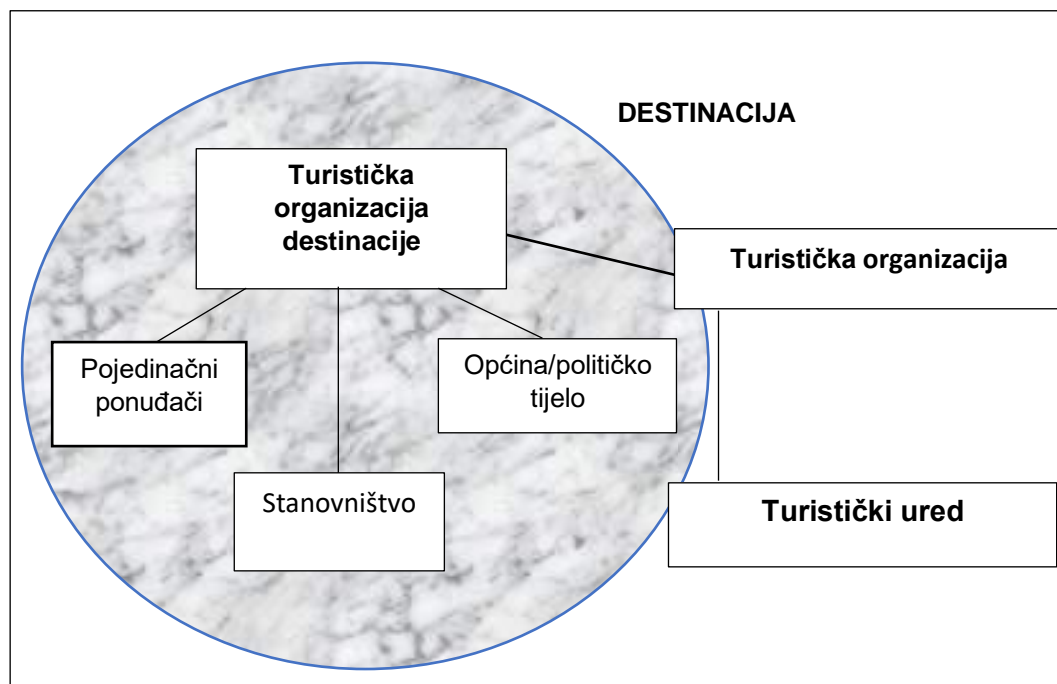 DESTINACIJA
Turistička
organizacija
destinacije
Turistička organizacija
Pojedinačni
ponuđači
Općina/političko
tijelo
Stanovništvo
Turistički ured